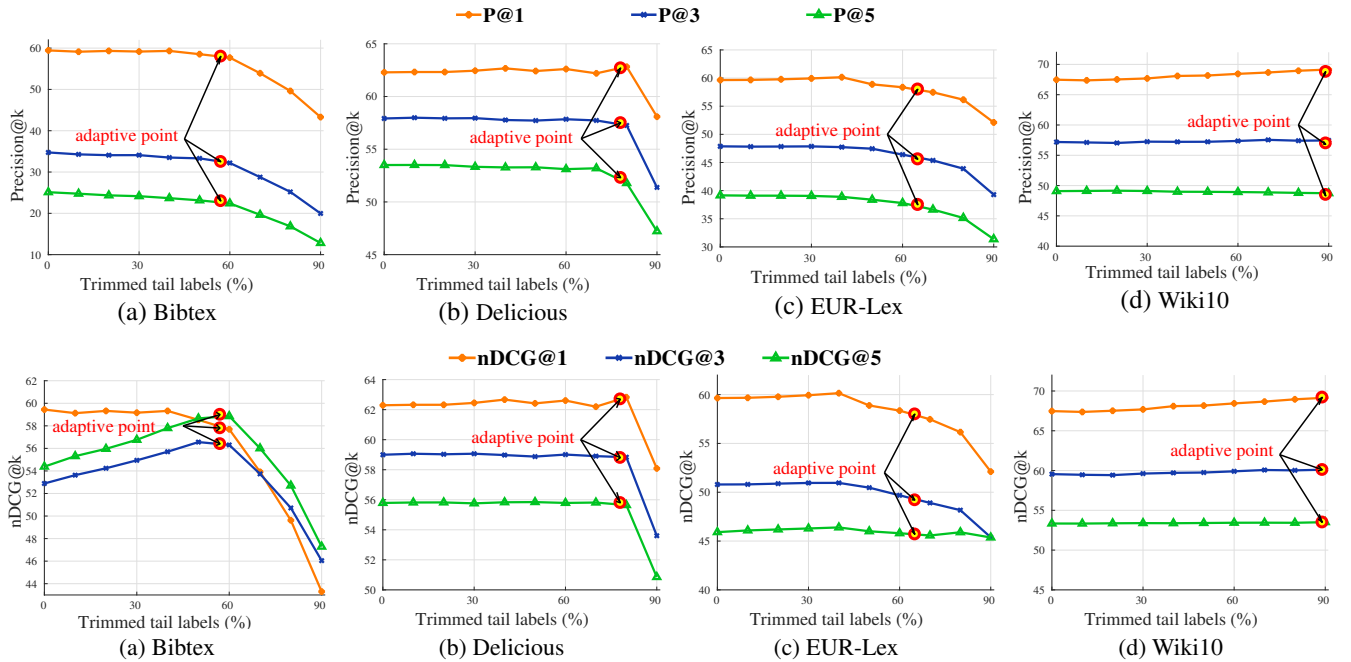 P@1 P@3 P@5
Precision@k
60
50
40
30
20
10
adaptive point
0 30 60 90
Trimmed tail labels (%)
(a) Bibtex
Precision@k
65
60
55
50
45
adaptive point
0 30 60 90
Trimmed tail labels (%)
(b) Delicious
Precision@k
65
60
55
50
45
40
35
30
adaptive point
0 30 60 90
Trimmed tail labels (%)
(c) EUR-Lex
Precision@k
75
70
65
60
55
50
45
40
adaptive point
0 30 60 90
Trimmed tail labels (%)
(d) Wiki10
nDCG@1 nDCG@3 nDCG@5
nDCG@k
62
60
58
56
54
52
50
48
46
44
adaptive point
0 30 60 90
Trimmed tail labels (%)
(a) Bibtex
nDCG@k
64
62
60
58
56
54
52
50
adaptive point
0 30 60 90
Trimmed tail labels (%)
(b) Delicious
nDCG@k
60
55
50
45
40
adaptive point
0 30 60 90
Trimmed tail labels (%)
(c) EUR-Lex
nDCG@k
70
65
60
55
50
45
adaptive point
0 30 60 90
Trimmed tail labels (%)
(d) Wiki10